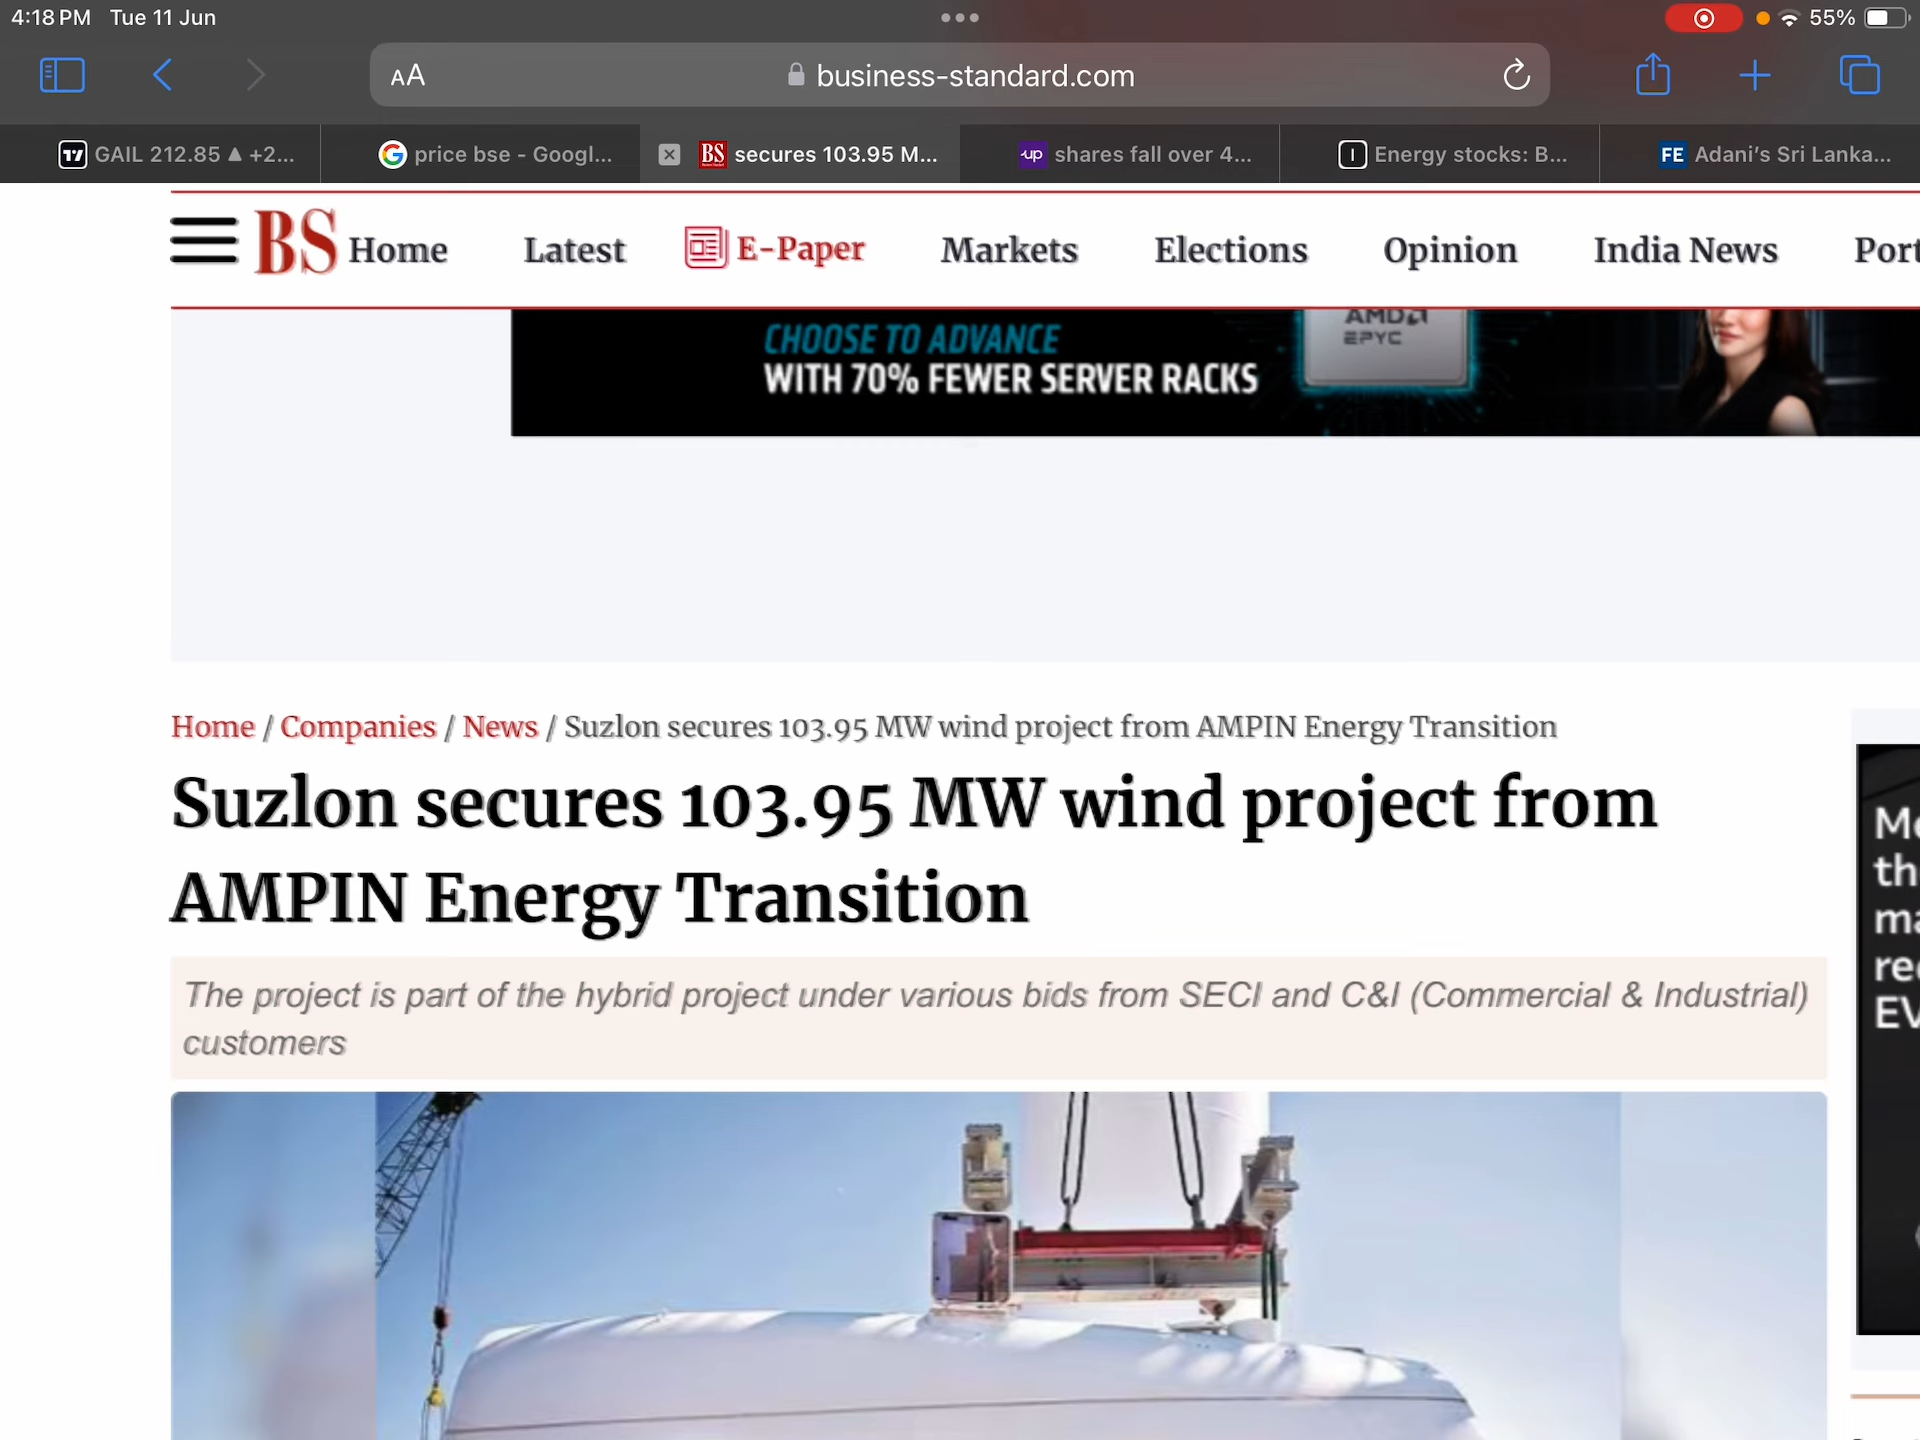 4:18 PM Tue 11 Jun
55%
AA
business-standard.com
GAIL 212.85 ▲ +2...
price bse - Googl...
BS secures 103.95 M...
up shares fall over 4...
I Energy stocks: B...
FE Adani's Sri Lanka...
BS Home Latest E-Paper Markets Elections Opinion India News Port
AMD
EPYC
CHOOSE TO ADVANCE
WITH 70% FEWER SERVER RACKS
Home / Companies / News / Suzlon secures 103.95 MW wind project from AMPIN Energy Transition
Suzlon secures 103.95 MW wind project from
AMPIN Energy Transition
The project is part of the hybrid project under various bids from SECI and C&I (Commercial & Industrial)
customers
th
ma
EV